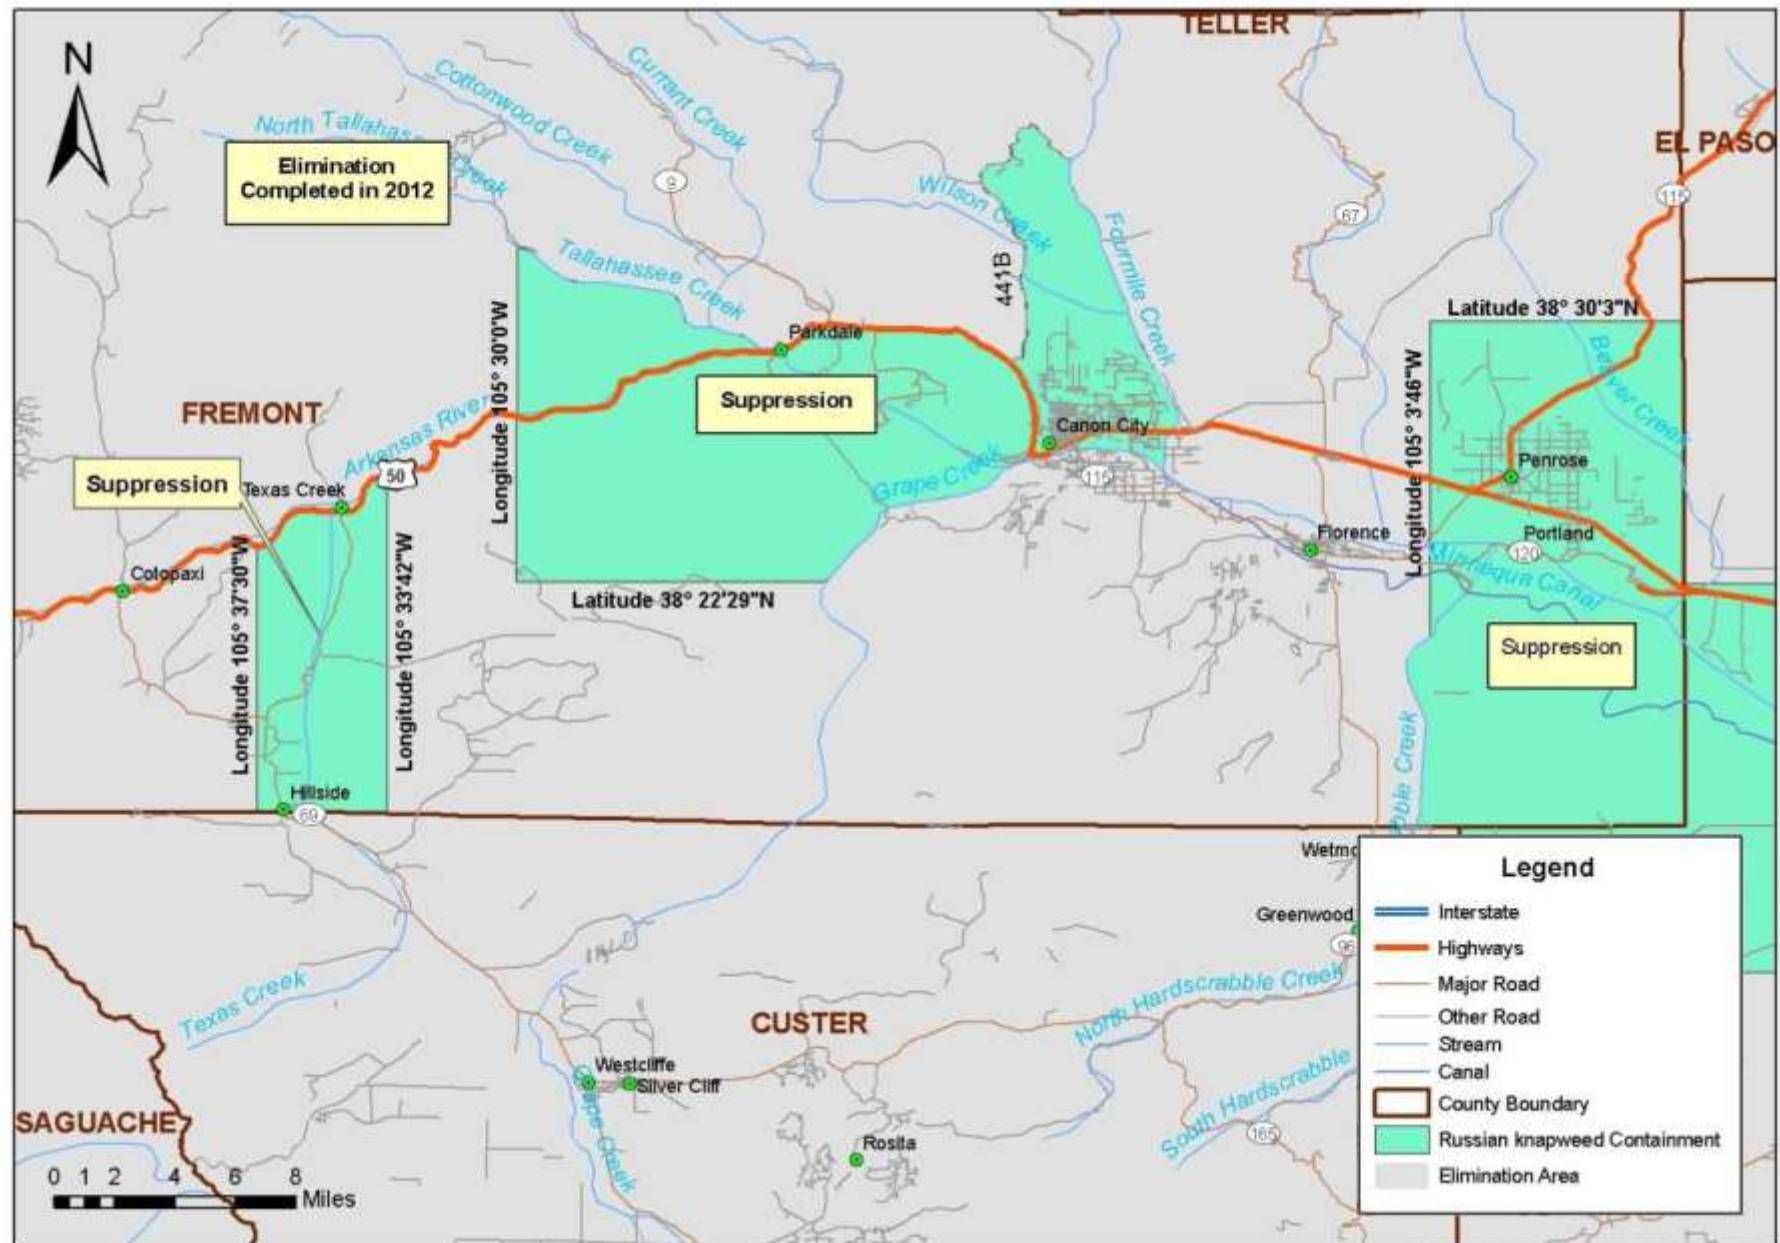 TELLER
N
Cottonwood Creek
Currant Creek
North Tallahas
Creek
EL PASO
Elimination
Completed in 2012
9
115
Wilson Creek
67
Fourmile Creek
Tallahassee Creek
441B
Latitude 38° 30'3"N
Longitude 105° 30'0"W
Parkdale
Beaver Creek
Longitude 105° 3'46"W
Suppression
FREMONT
Arkansas River
Canon City
50
Grape Creek
115
Penrose
Suppression
Texas Creek
Florence
Portland
120
Minnequa Canal
Cotopaxi
Longitude 105° 37'30"W
Longitude 105° 33'42"W
Latitude 38° 22'29"N
Suppression
bble Creek
Hillside
69
Wetmo
Greenwood
96
Legend
Interstate
Highways
Major Road
Other Road
Stream
Canal
County Boundary
Russian knapweed Containment
Elimination Area
Texas Creek
North Hardscrabble Creek
CUSTER
Westcliffe
Silver Cliff
Grape Creek
South Hardscrabble
165
SAGUACHE
Rosita
0 1 2 4 6 8
Miles